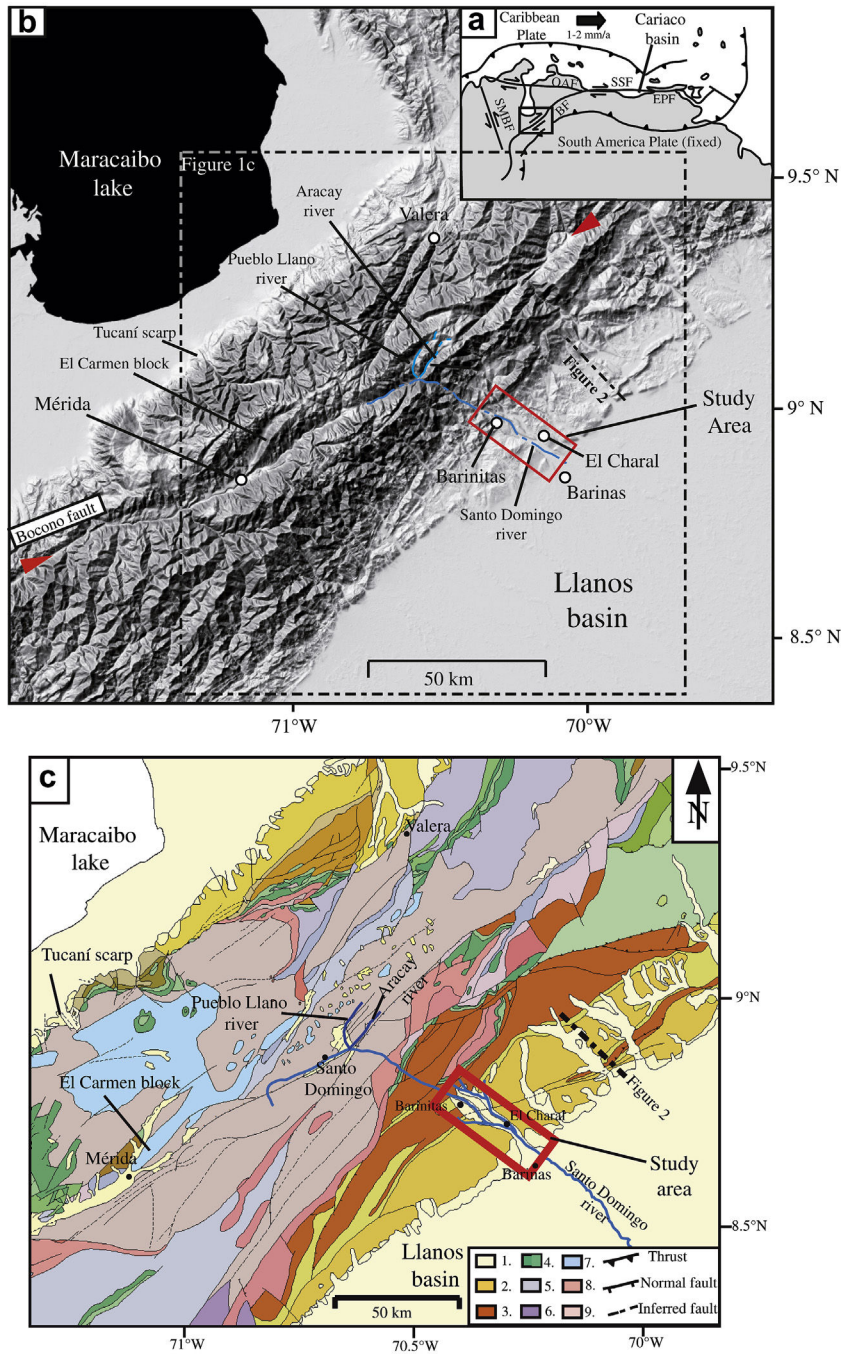 b
a
Caribbean
Plate
1-2 mm/a
Cariaco
basin
OAF
SSF
EPF
SMBF
BF
South America Plate (fixed)
Maracaibo
lake
Figure 1c
Aracay
river
Valera
Pueblo Llano
river
Tucaní scarp
El Carmen block
Mérida
Bocono fault
Figure 2
Study
Area
El Charal
Barinitas
Barinas
Santo Domingo
river
Llanos
basin
50 km
9.5° N
9° N
8.5° N
71°W
70°W
c
N
Maracaibo
lake
Valera
Tucaní scarp
Pueblo Llano
river
Aracay
river
El Carmen block
Santo
Domingo
Mérida
Barinitas
El Charal
Figure 2
Study
area
Barinas
Santo Domingo
river
Llanos
basin
50 km
1. 4. 7. Thrust
2. 5. 8. Normal fault
3. 6. 9. Inferred fault
9.5°N
9°N
8.5°N
71°W
70.5°W
70°W